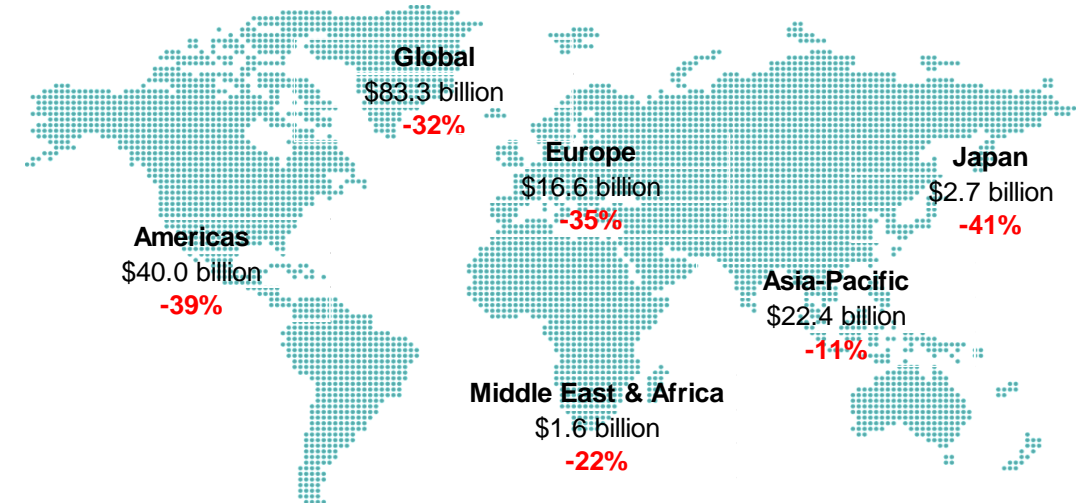 Global
$83.3 billion
-32%
Europe
$16.6 billion
-35%
Japan
$2.7 billion
-41%
Americas
$40.0 billion
-39%
Asia-Pacific
$22.4 billion
-11%
Middle East & Africa
$1.6 billion
-22%